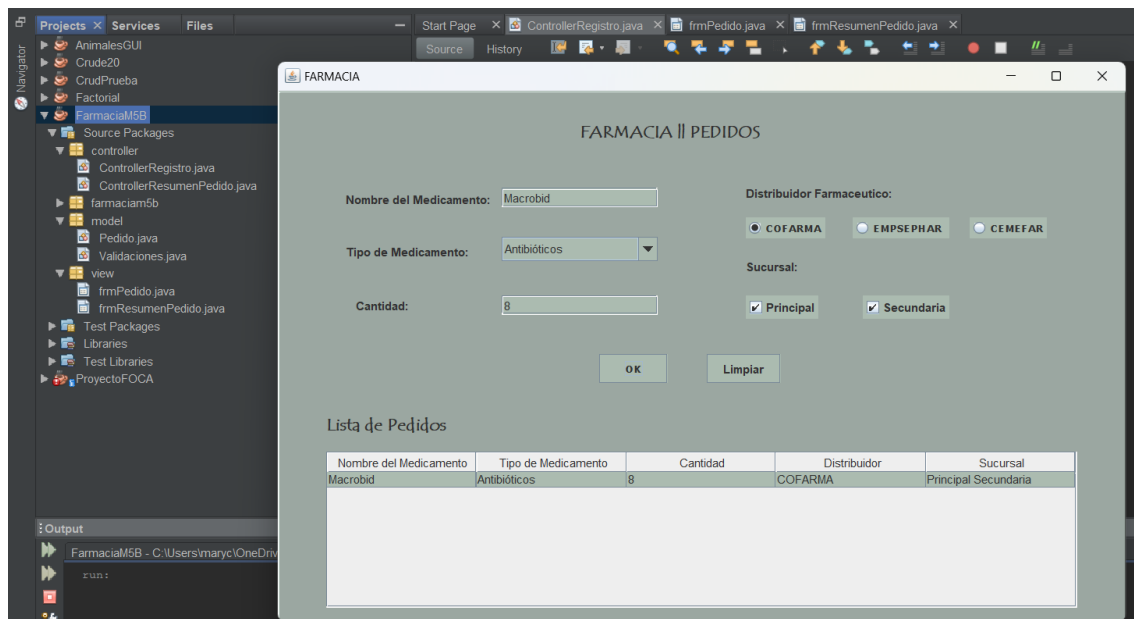 Projects Services Files
Start Page ControllerRegistro.java frmPedido.java frmResumenPedido.java
Source History
Navigator
AnimalesGUI
Crude20
CrudPrueba
Factorial
FarmaciaM5B
Source Packages
controller
ControllerRegistro.java
ControllerResumenPedido.java
farmaciam5b
model
Pedido.java
Validaciones.java
view
frmPedido.java
frmResumenPedido.java
Test Packages
Libraries
Test Libraries
ProyectoFOCA
Output
FarmaciaM5B - C:\Users\maryc\OneDriv
run:
FARMACIA
FARMACIA || PEDIDOS
Nombre del Medicamento: Macrobid
Tipo de Medicamento: Antibióticos
Cantidad: 8
Distribuidor Farmaceutico:
COFARMA EMPSEPHAR CEMEFAR
Sucursal:
Principal Secundaria
OK Limpiar
Lista de Pedidos
Nombre del Medicamento Tipo de Medicamento Cantidad Distribuidor Sucursal
Macrobid Antibióticos 8 COFARMA Principal Secundaria